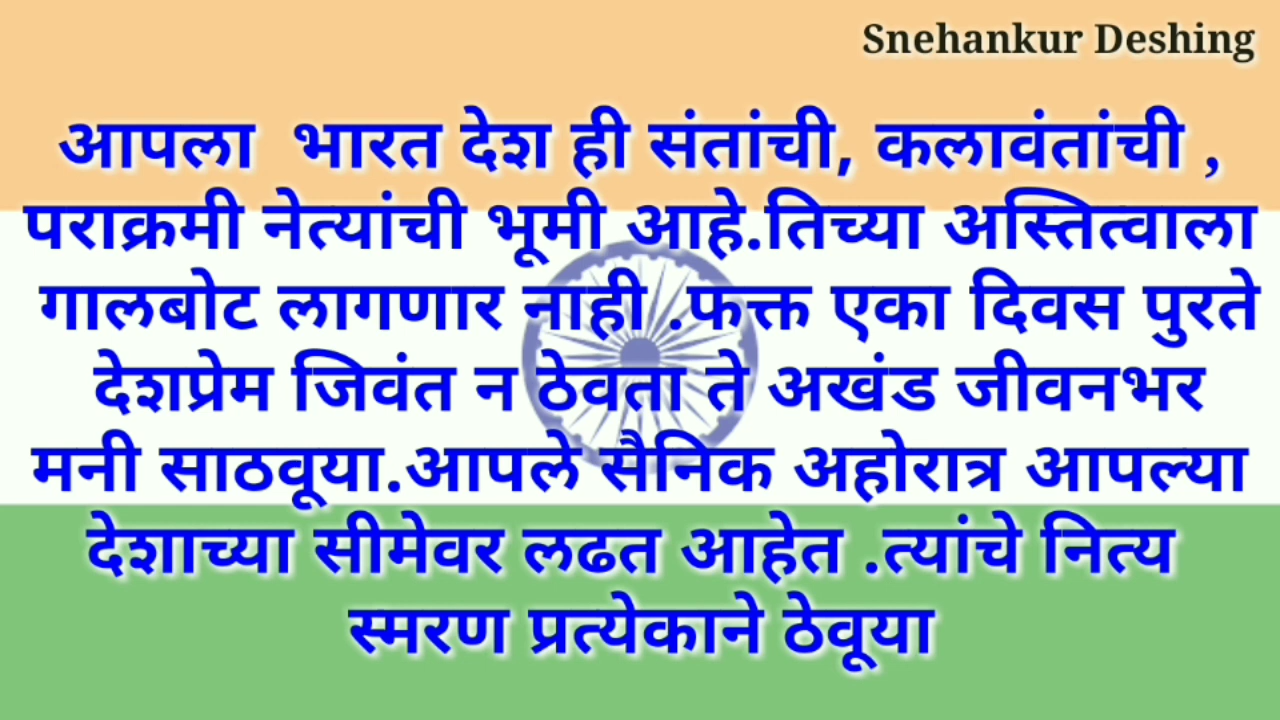 Snehankur Deshing
आपला भारत देश ही संतांची, कलावंतांची ,
पराक्रमी नेत्यांची भूमी आहे.तिच्या अस्तित्वाला
गालबोट लागणार नाही .फक्त एका दिवस पुरते
देशप्रेम जिवंत न ठेवता ते अखंड जीवनभर
मनी साठवूया.आपले सैनिक अहोरात्र आपल्या
देशाच्या सीमेवर लढत आहेत .त्यांचे नित्य
स्मरण प्रत्येकाने ठेवूया